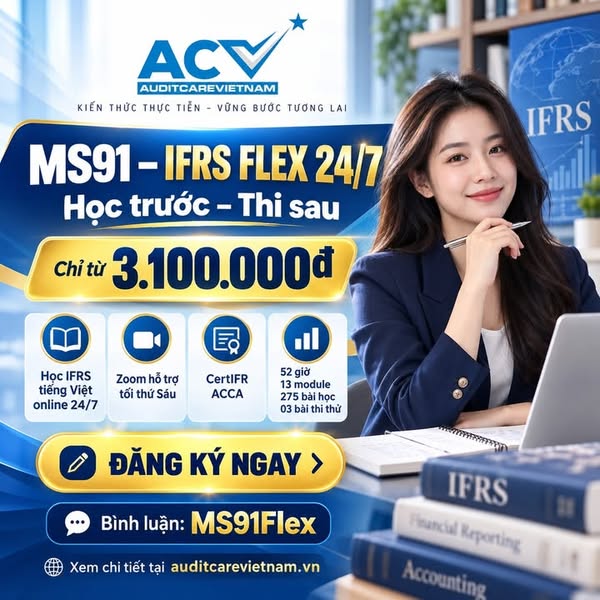 ACV
AUDITCAREVIETNAM
KIẾN THỨC THỰC TIỄN – VỮNG BƯỚC TƯƠNG LAI
MS91 – IFRS FLEX 24/7
Học trước – Thi sau
Chỉ từ 3.100.000đ
Học IFRS
tiếng Việt
online 24/7
Zoom hỗ trợ
tối thứ Sáu
CertIFR
ACCA
52 giờ
13 module
275 bài học
03 bài thi thử
ĐĂNG KÝ NGAY >
Bình luận: MS91Flex
Xem chi tiết tại auditcarevietnam.vn
IFRS
IFRS
Financial Reporting
Accounting